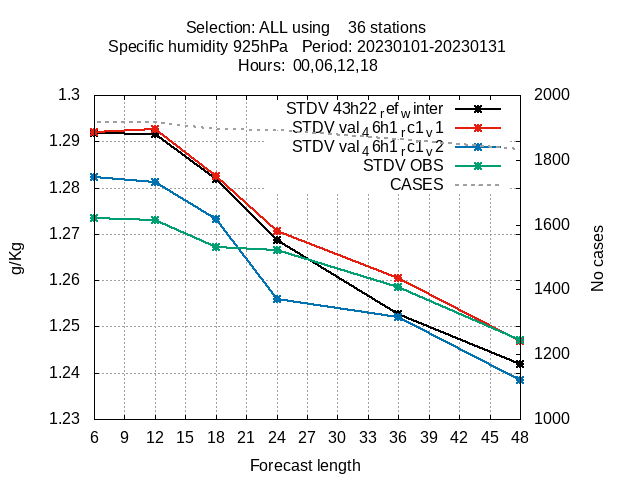 Selection: ALL using 36 stations
Specific humidity 925hPa Period: 20230101-20230131
Hours: 00,06,12,18
1.3
1.29
1.28
1.27
1.26
1.25
1.24
1.23
g/Kg
STDV 43h22ref winter
STDV val46h1rc1v1
STDV val46h1rc1v2
STDV OBS
CASES
2000
1800
1600
1400
1200
1000
No cases
6 9 12 15 18 21 24 27 30 33 36 39 42 45 48
Forecast length